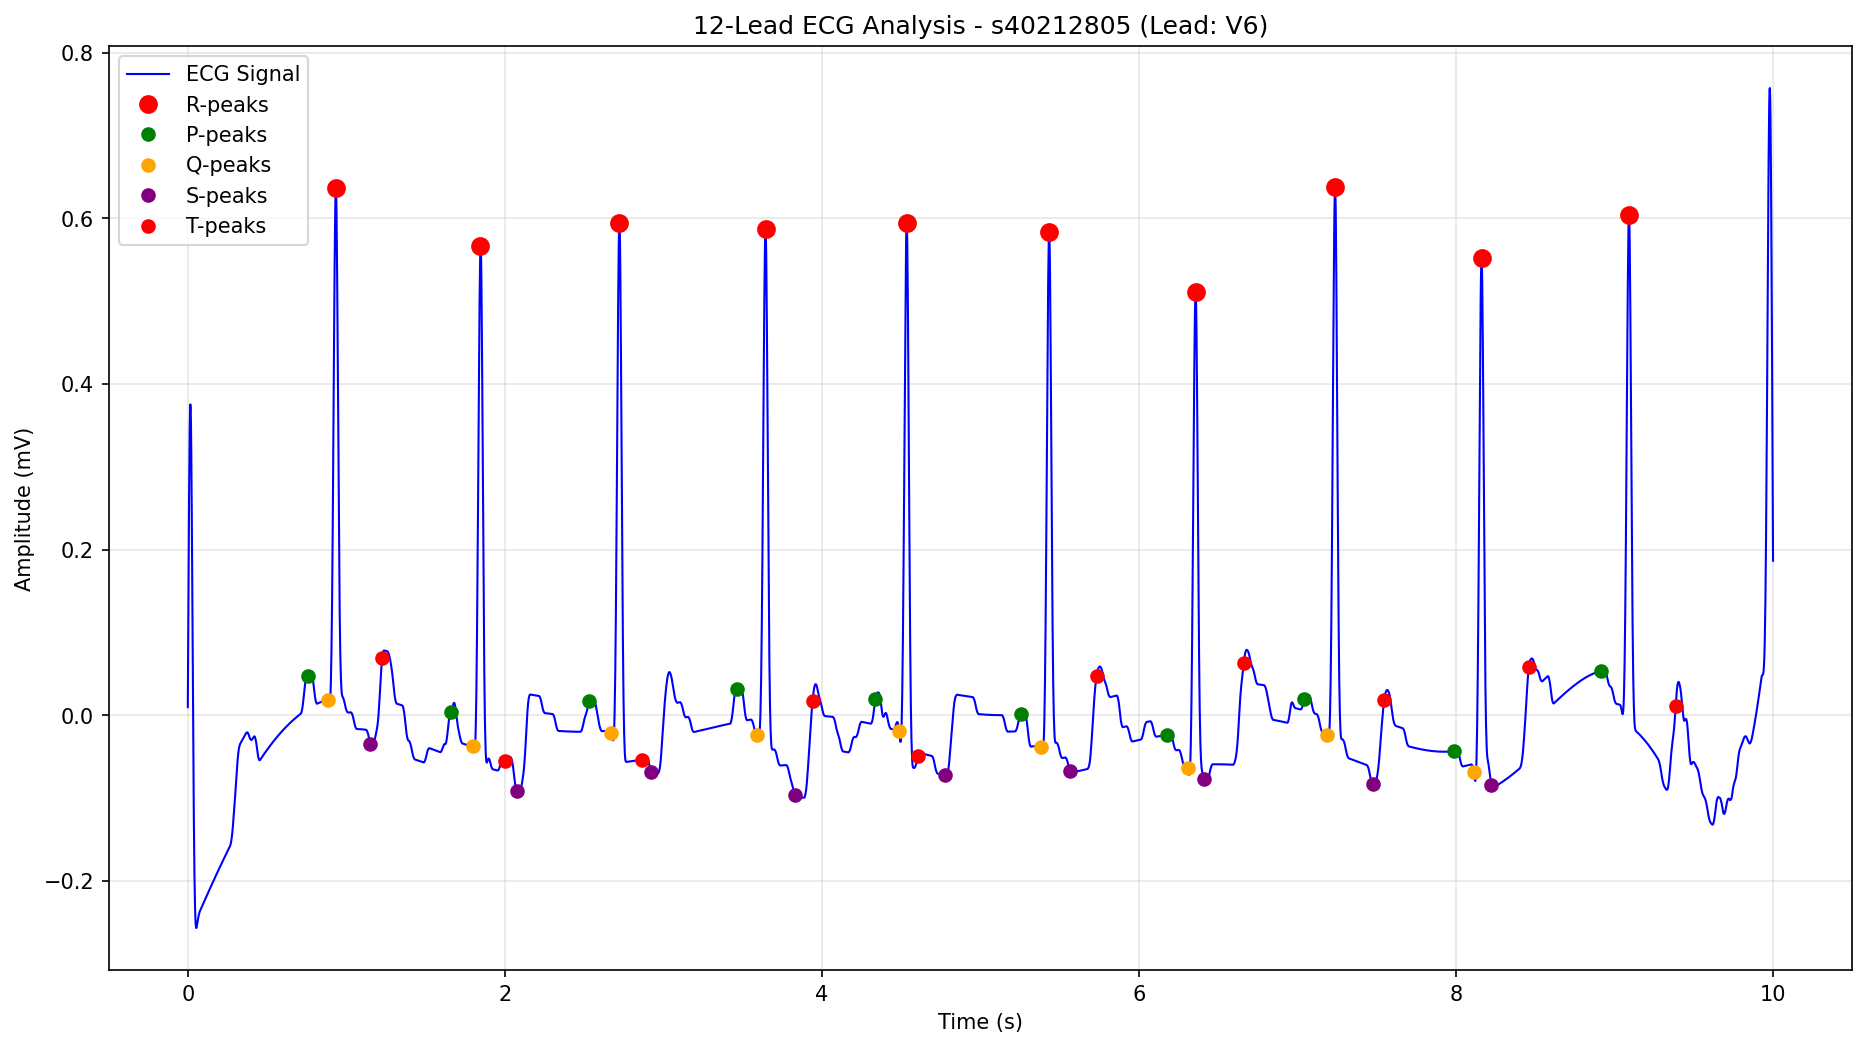 12-Lead ECG Analysis - s40212805 (Lead: V6)
ECG Signal
R-peaks
P-peaks
Q-peaks
S-peaks
T-peaks
Amplitude (mV)
0.8
0.6
0.4
0.2
0.0
−0.2
0 2 4 6 8 10
Time (s)